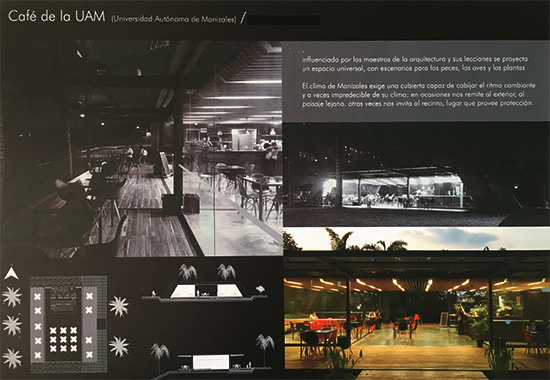 Café de la UAM (Universidad Autónoma de Manizales) /
influenciado por los maestros de la arquitectura y sus lecciones se proyecta
un espacio universal, con escenarios para los peces, las aves y las plantas
El clima de Manizales exige una cubierta capaz de cobijar el ritmo cambiante
y a veces impredecible de su clima; en ocasiones nos remite al exterior, al
paisaje lejano. otras veces nos invita al recinto, lugar que provee protección.